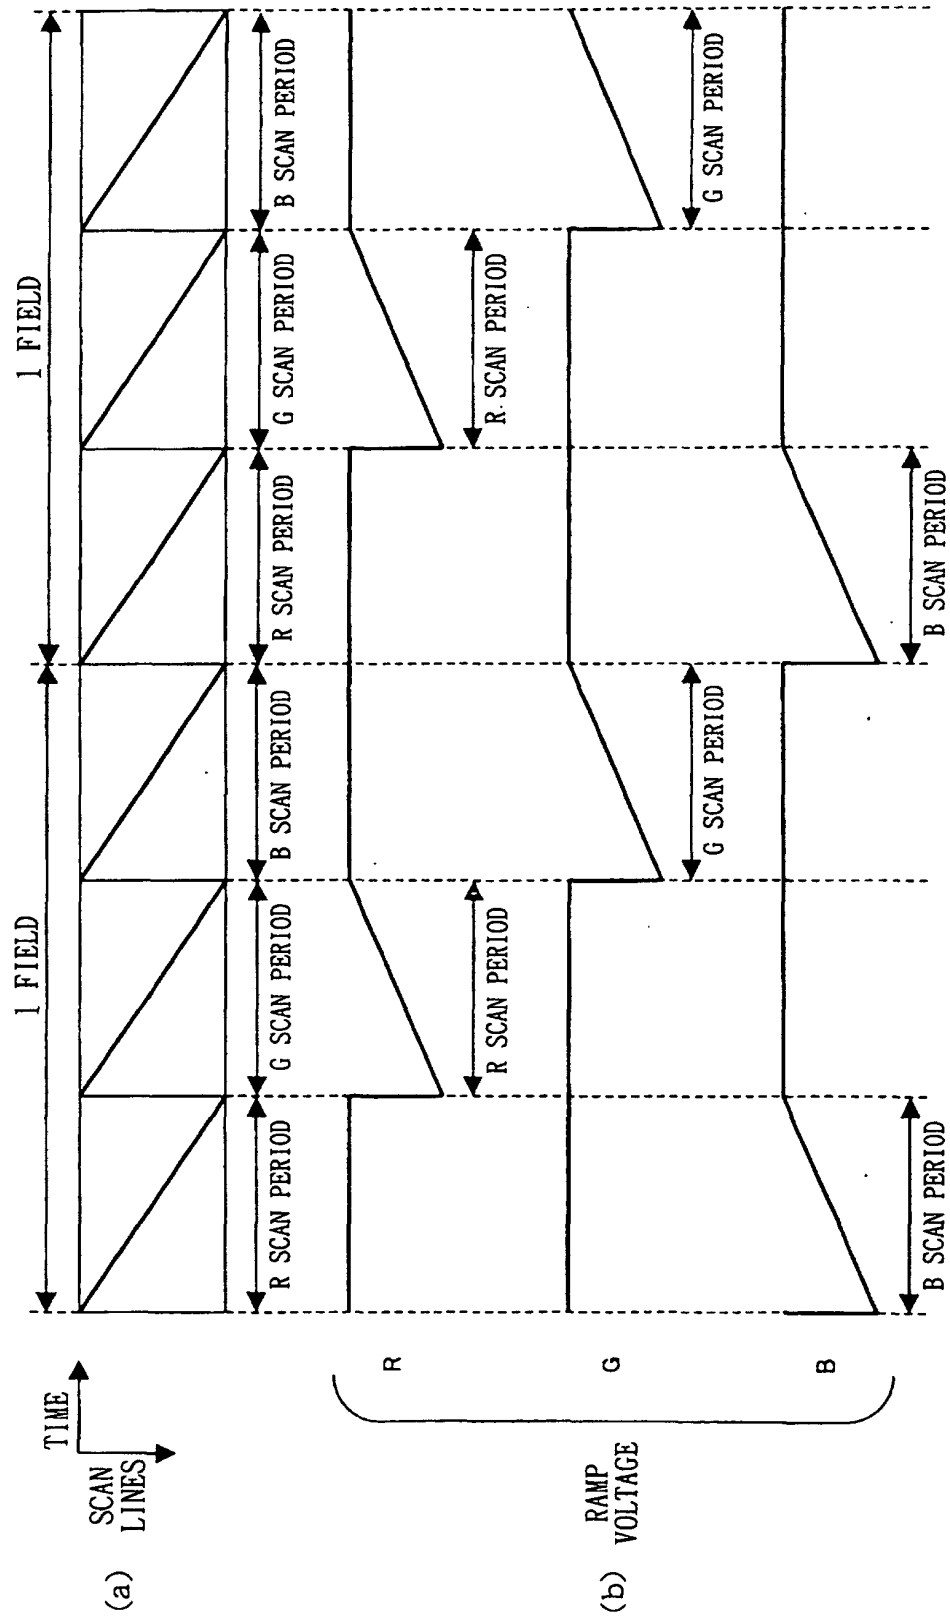 (a)
SCAN
LINES
TIME
1 FIELD
1 FIELD
R SCAN PERIOD
G SCAN PERIOD
B SCAN PERIOD
R SCAN PERIOD
G SCAN PERIOD
B SCAN PERIOD
(b)
RAMP
VOLTAGE
R
R SCAN PERIOD
R SCAN PERIOD
G
G SCAN PERIOD
G SCAN PERIOD
B
B SCAN PERIOD
B SCAN PERIOD